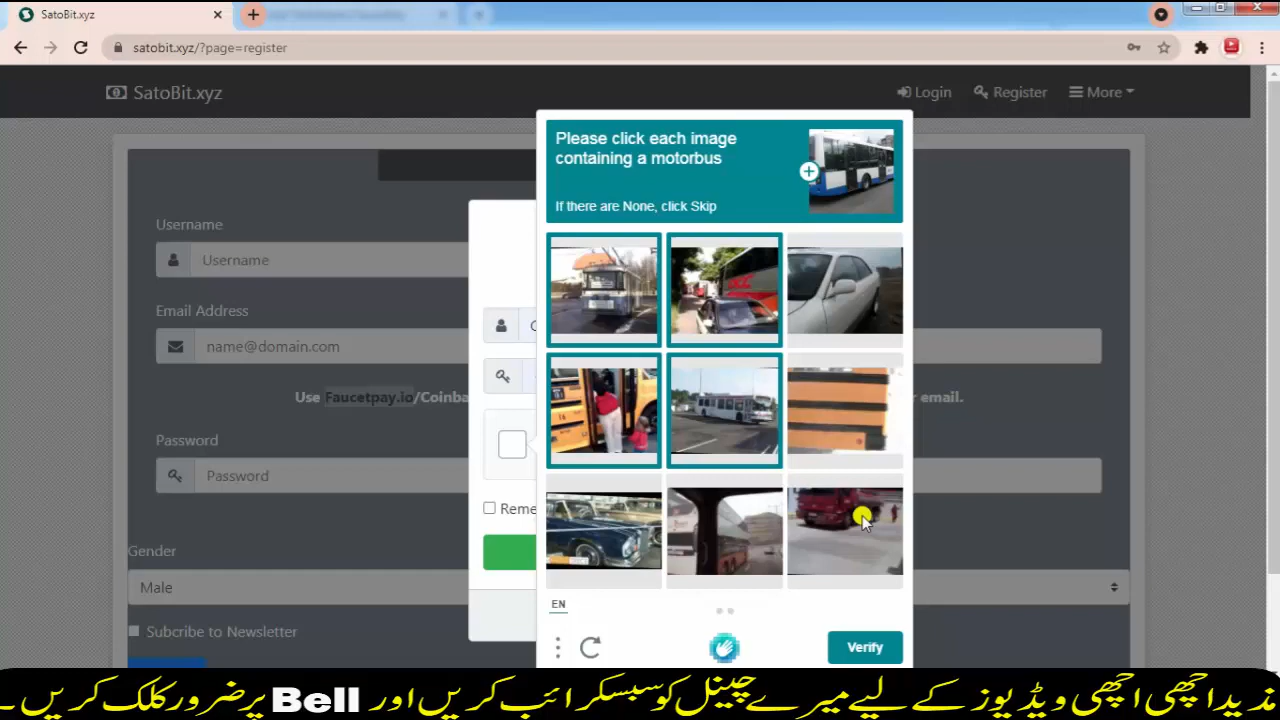 SatoBit.xyz
satobit.xyz/?page=register
SatoBit.xyz
Login
Register
More
Please click each image
containing a motorbus
If there are None, click Skip
Username
Username
Email Address
name@domain.com
Use Faucetpay.io/Coinba
r email.
Password
Password
Reme
Gender
Male
Subcribe to Newsletter
EN
Verify
مذید اچھی اچھی ویڈیوز کے لیے میرے چینل کو سبسکرائب کریں اور Bell پر ضرور کلک کریں۔